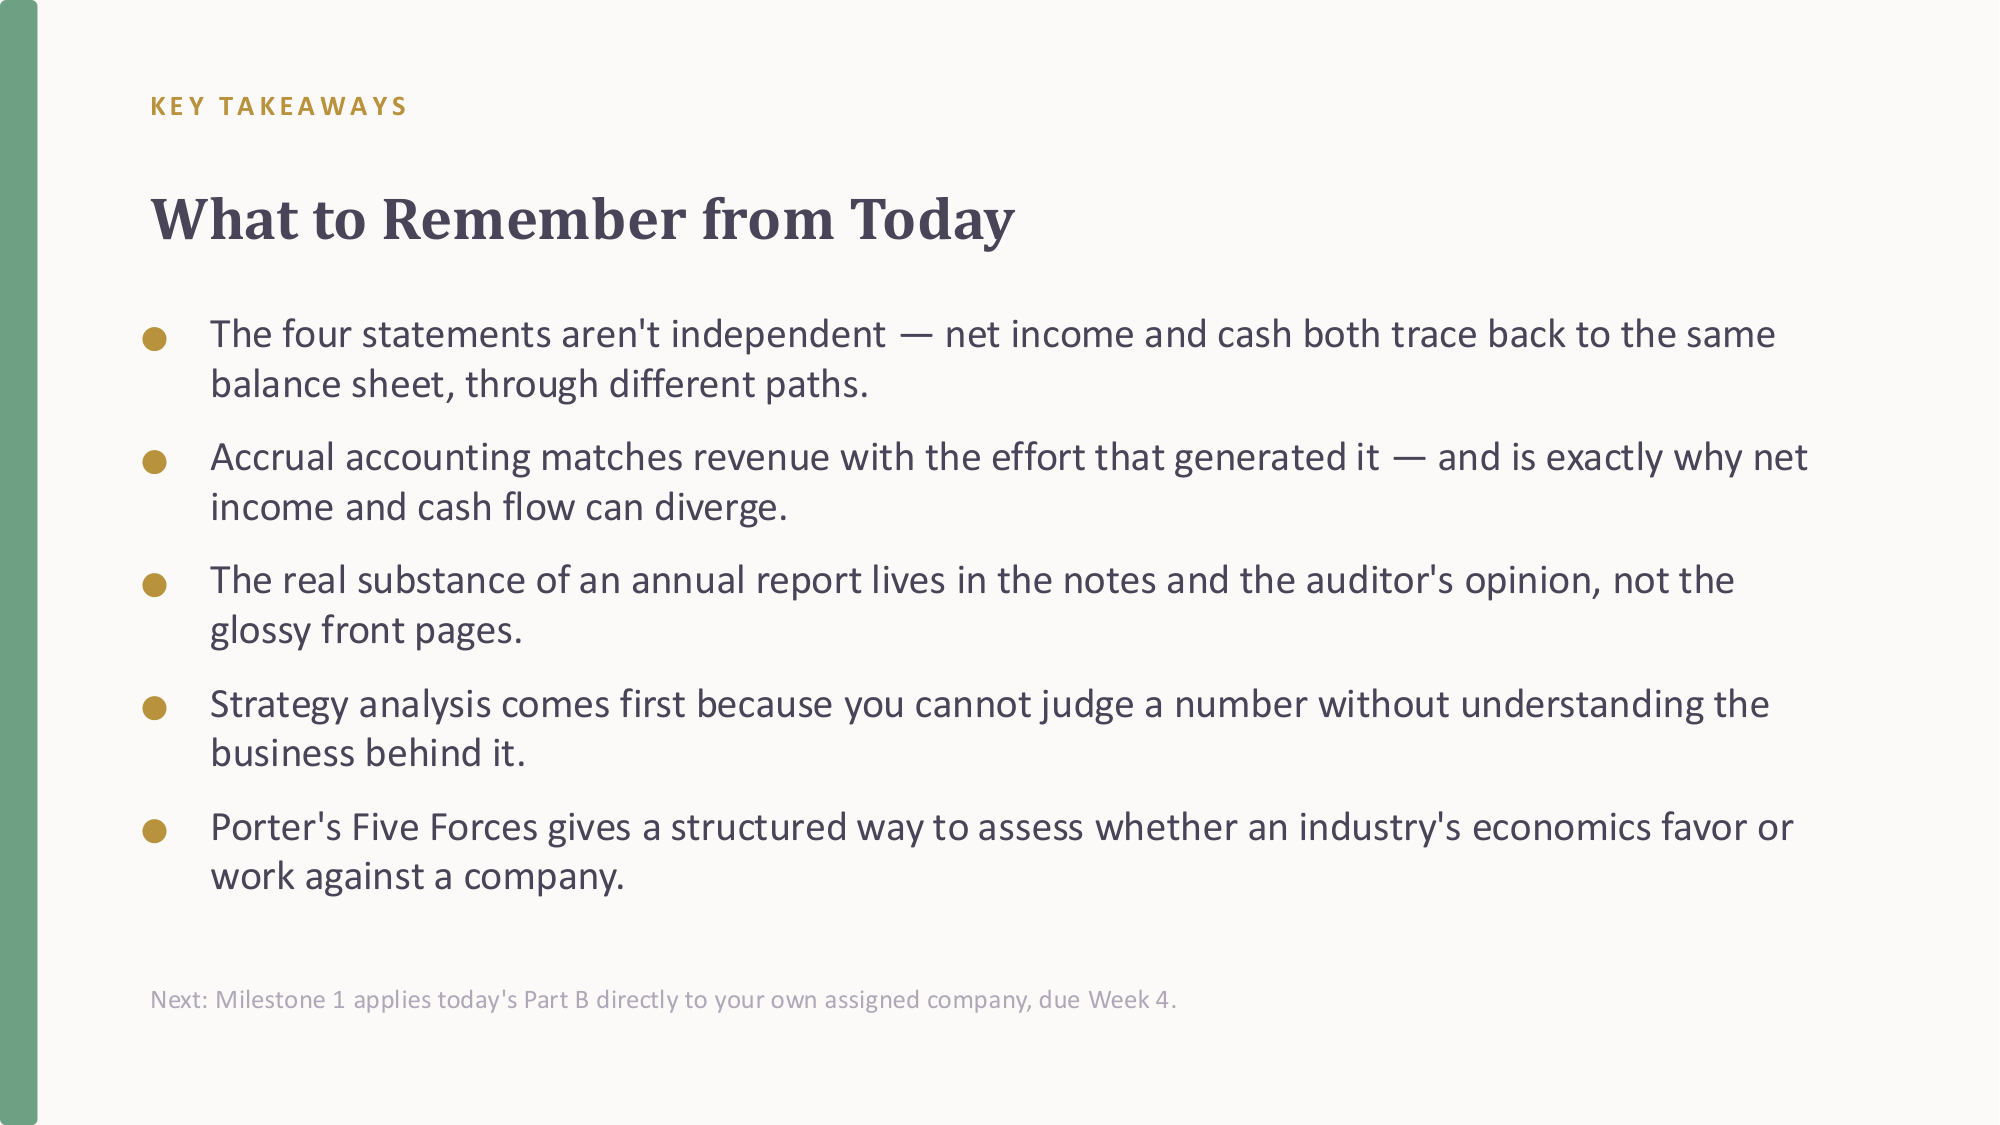 KEY TAKEAWAYS
What to Remember from Today
The four statements aren't independent — net income and cash both trace back to the same
balance sheet, through different paths.
Accrual accounting matches revenue with the effort that generated it — and is exactly why net
income and cash flow can diverge.
The real substance of an annual report lives in the notes and the auditor's opinion, not the
glossy front pages.
Strategy analysis comes first because you cannot judge a number without understanding the
business behind it.
Porter's Five Forces gives a structured way to assess whether an industry's economics favor or
work against a company.
Next: Milestone 1 applies today's Part B directly to your own assigned company, due Week 4.